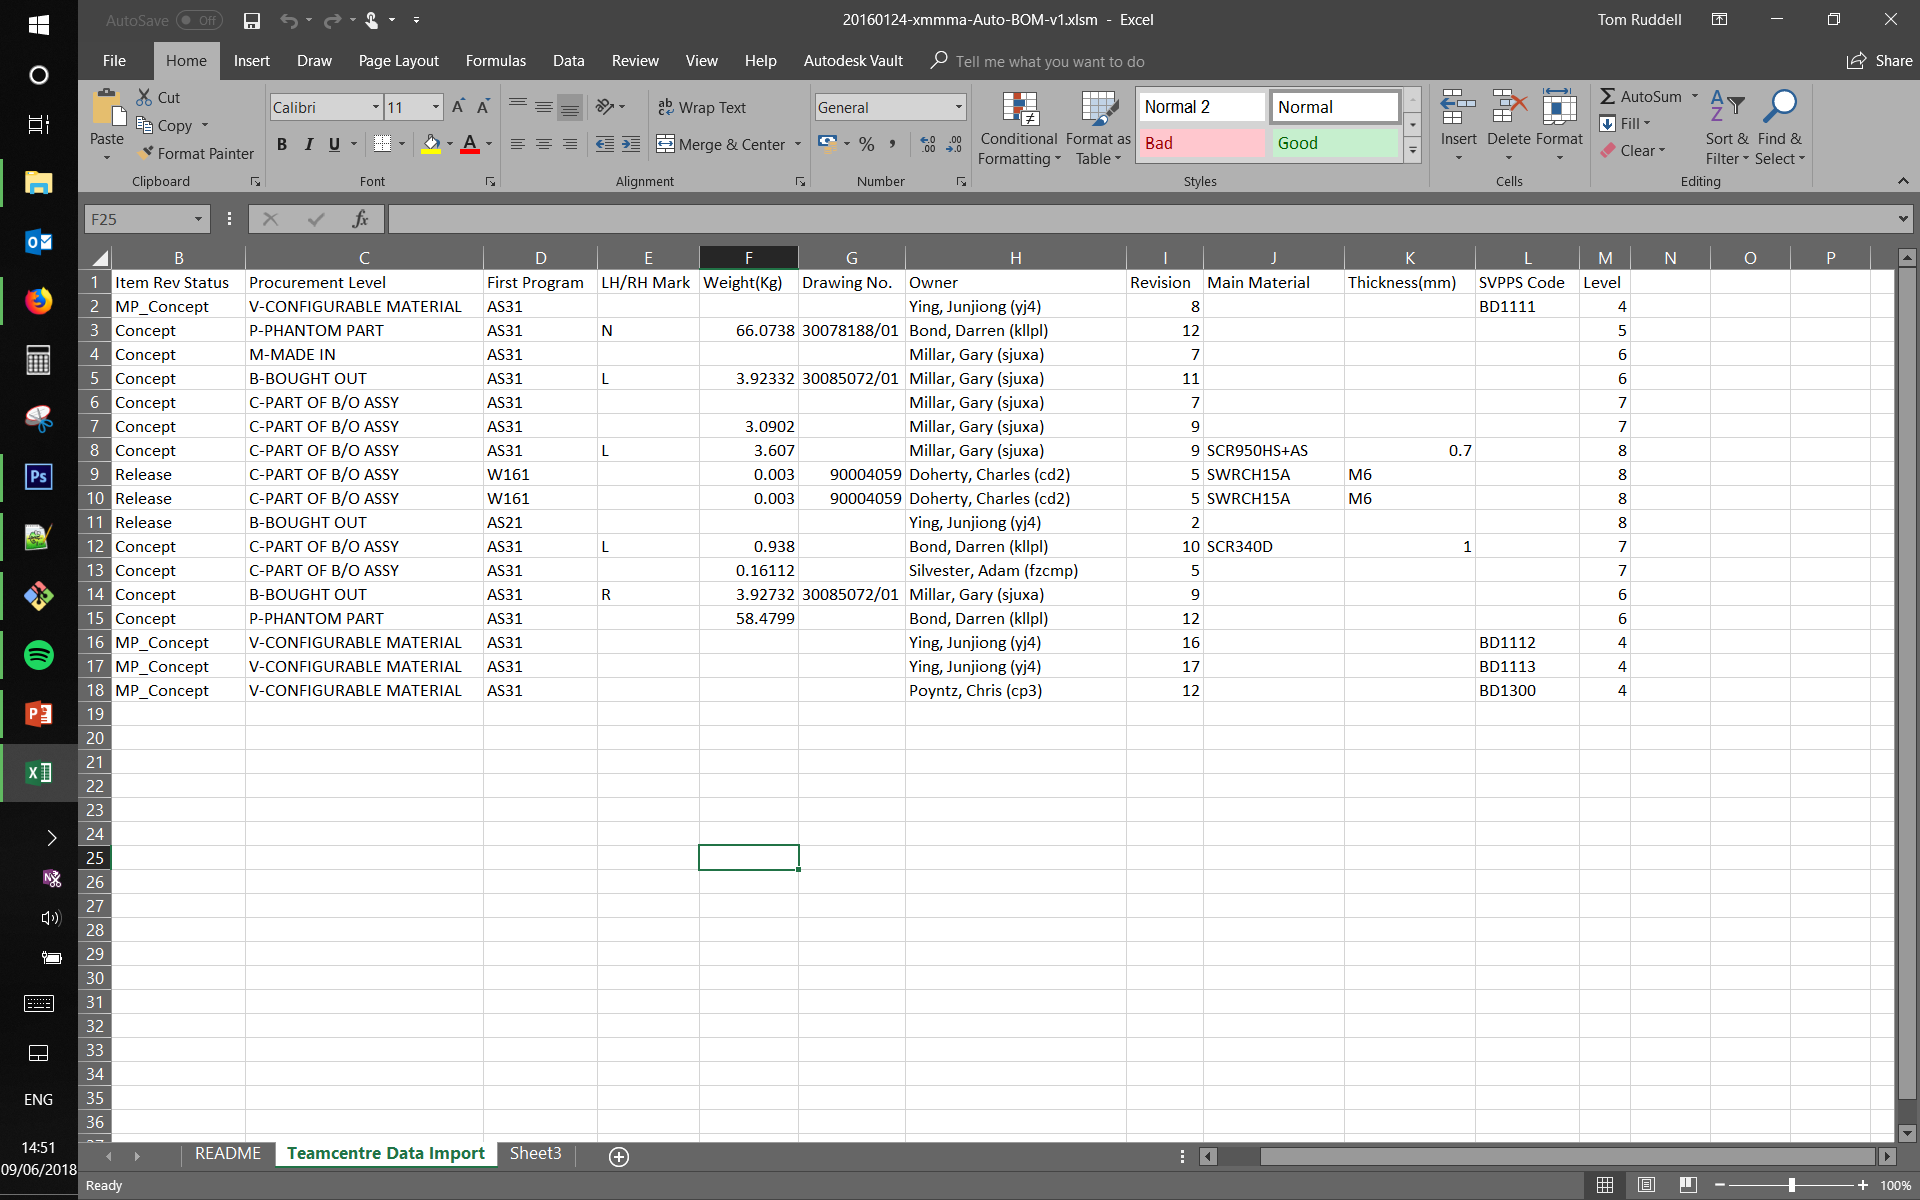 AutoSave Off 20160124-xmmma-Auto-BOM-v1.xlsm - Excel Tom Ruddell
File Home Insert Draw Page Layout Formulas Data Review View Help Autodesk Vault Tell me what you want to do Share
Paste Cut Copy Format Painter Clipboard
Calibri 11 B I U A Font
Wrap Text Merge & Center Alignment
General % , Number
Conditional Formatting Format as Table Normal 2 Normal Bad Good Styles
Insert Delete Format Cells
AutoSum Fill Clear Sort & Filter Find & Select Editing
F25 fx
B C D E F G H I J K L M N O P
1 Item Rev Status Procurement Level First Program LH/RH Mark Weight(Kg) Drawing No. Owner Revision Main Material Thickness(mm) SVPPS Code Level
2 MP_Concept V-CONFIGURABLE MATERIAL AS31 Ying, Junjiong (yj4) 8 BD1111 4
3 Concept P-PHANTOM PART AS31 N 66.0738 30078188/01 Bond, Darren (kllpl) 12 5
4 Concept M-MADE IN AS31 Millar, Gary (sjuxa) 7 6
5 Concept B-BOUGHT OUT AS31 L 3.92332 30085072/01 Millar, Gary (sjuxa) 11 6
6 Concept C-PART OF B/O ASSY AS31 Millar, Gary (sjuxa) 7 7
7 Concept C-PART OF B/O ASSY AS31 3.0902 Millar, Gary (sjuxa) 9 7
8 Concept C-PART OF B/O ASSY AS31 L 3.607 Millar, Gary (sjuxa) 9 SCR950HS+AS 0.7 8
9 Release C-PART OF B/O ASSY W161 0.003 90004059 Doherty, Charles (cd2) 5 SWRCH15A M6 8
10 Release C-PART OF B/O ASSY W161 0.003 90004059 Doherty, Charles (cd2) 5 SWRCH15A M6 8
11 Release B-BOUGHT OUT AS21 Ying, Junjiong (yj4) 2 8
12 Concept C-PART OF B/O ASSY AS31 L 0.938 Bond, Darren (kllpl) 10 SCR340D 1 7
13 Concept C-PART OF B/O ASSY AS31 0.16112 Silvester, Adam (fzcmp) 5 7
14 Concept B-BOUGHT OUT AS31 R 3.92732 30085072/01 Millar, Gary (sjuxa) 9 6
15 Concept P-PHANTOM PART AS31 58.4799 Bond, Darren (kllpl) 12 6
16 MP_Concept V-CONFIGURABLE MATERIAL AS31 Ying, Junjiong (yj4) 16 BD1112 4
17 MP_Concept V-CONFIGURABLE MATERIAL AS31 Ying, Junjiong (yj4) 17 BD1113 4
18 MP_Concept V-CONFIGURABLE MATERIAL AS31 Poyntz, Chris (cp3) 12 BD1300 4
19
20
21
22
23
24
25
26
27
28
29
30
31
32
33
34
35
36
README Teamcentre Data Import Sheet3
Ready 100%
ENG
14:51
09/06/2018